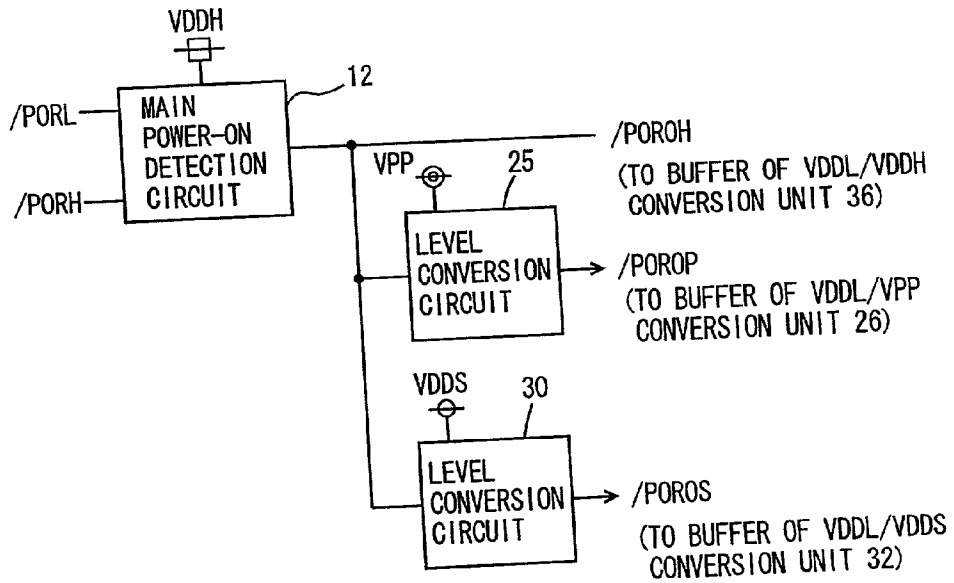 VDDH
12
/PORL
MAIN
POWER-ON
DETECTION
CIRCUIT
/PORH
/POROH
(TO BUFFER OF VDDL/VDDH
CONVERSION UNIT 36)
VPP
25
LEVEL
CONVERSION
CIRCUIT
/POROP
(TO BUFFER OF VDDL/VPP
CONVERSION UNIT 26)
VDDS
30
LEVEL
CONVERSION
CIRCUIT
/POROS
(TO BUFFER OF VDDL/VDDS
CONVERSION UNIT 32)